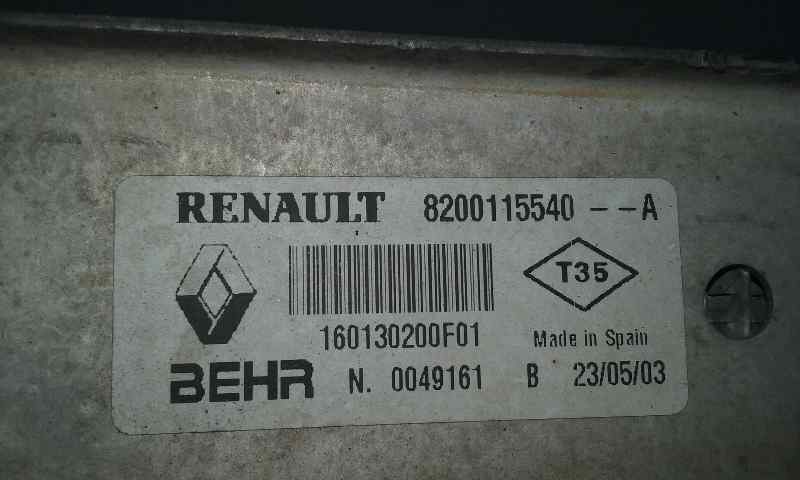 RENAULT 8200115540 --A
T35
160130200F01 Made in Spain
BEHR N. 0049161 B 23/05/03